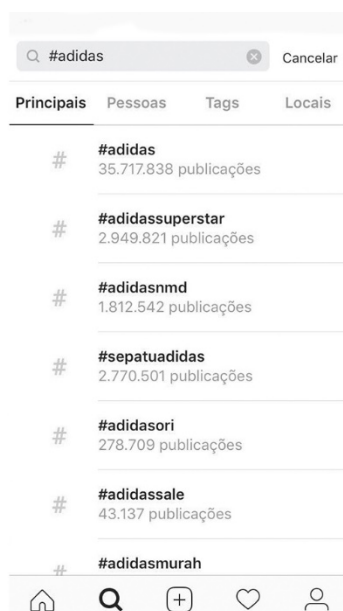 #adidas
Cancelar
Principais Pessoas Tags Locais
#adidas
35.717.838 publicações
#adidassuperstar
2.949.821 publicações
#adidasnmd
1.812.542 publicações
#sepatuadidas
2.770.501 publicações
#adidasori
278.709 publicações
#adidassale
43.137 publicações
#adidasmurah